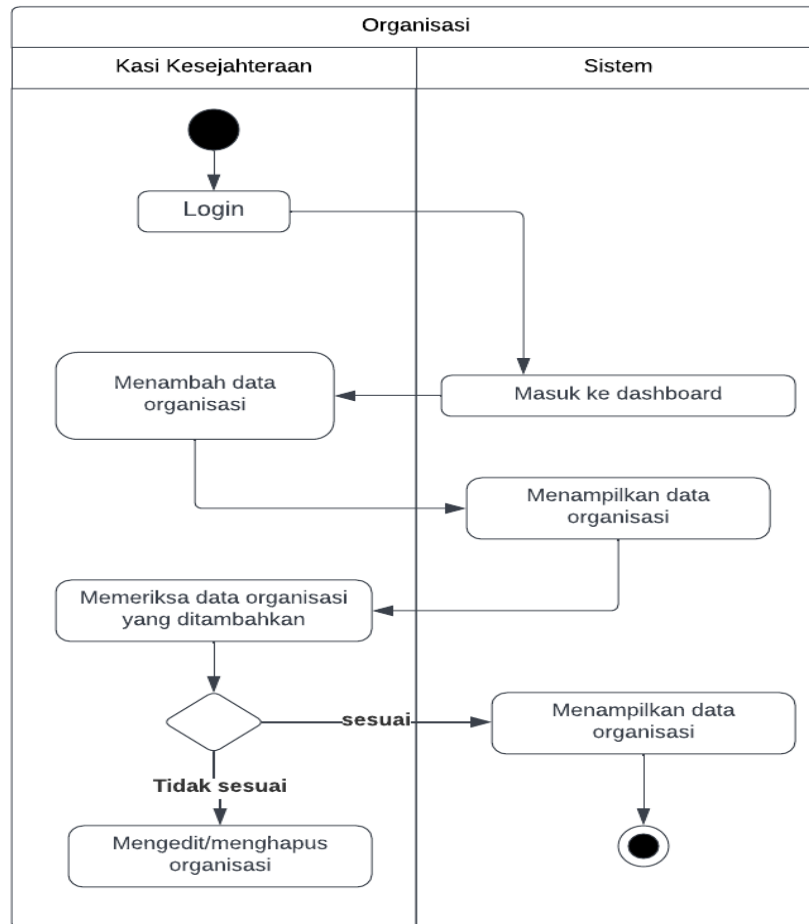 Organisasi
Kasi Kesejahteraan
Sistem
Login
Masuk ke dashboard
Menambah data
organisasi
Menampilkan data
organisasi
Memeriksa data organisasi
yang ditambahkan
sesuai
Menampilkan data
organisasi
Tidak sesuai
Mengedit/menghapus
organisasi